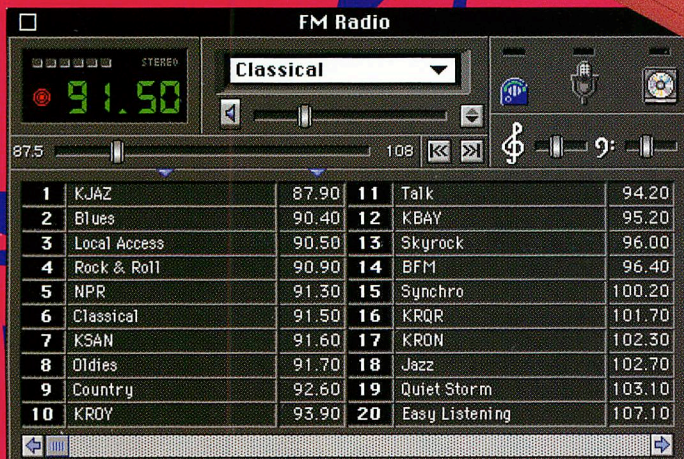 FM Radio
STEREO
91.50
Classical
87.5 108
1 KJAZ 87.90 11 Talk 94.20
2 Blues 90.40 12 KBAY 95.20
3 Local Access 90.50 13 Skyrock 96.00
4 Rock & Roll 90.90 14 BFM 96.40
5 NPR 91.30 15 Synchro 100.20
6 Classical 91.50 16 KRQR 101.70
7 KSAN 91.60 17 KRON 102.30
8 Oldies 91.70 18 Jazz 102.70
9 Country 92.60 19 Quiet Storm 103.10
10 KROY 93.90 20 Easy Listening 107.10